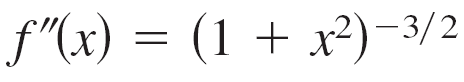 f″(x) = (1 + x²)⁻³/²